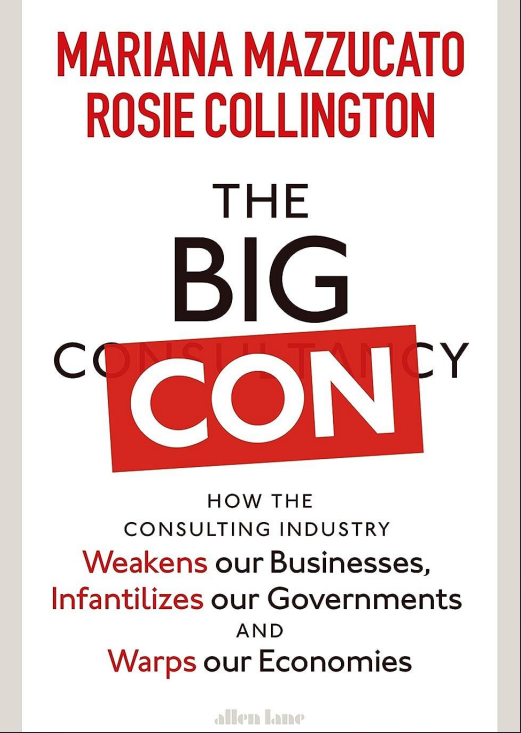 MARIANA MAZZUCATO
ROSIE COLLINGTON
THE
BIG
CONSULTANCY
CON
HOW THE
CONSULTING INDUSTRY
Weakens our Businesses,
Infantilizes our Governments
AND
Warps our Economies
allen lane